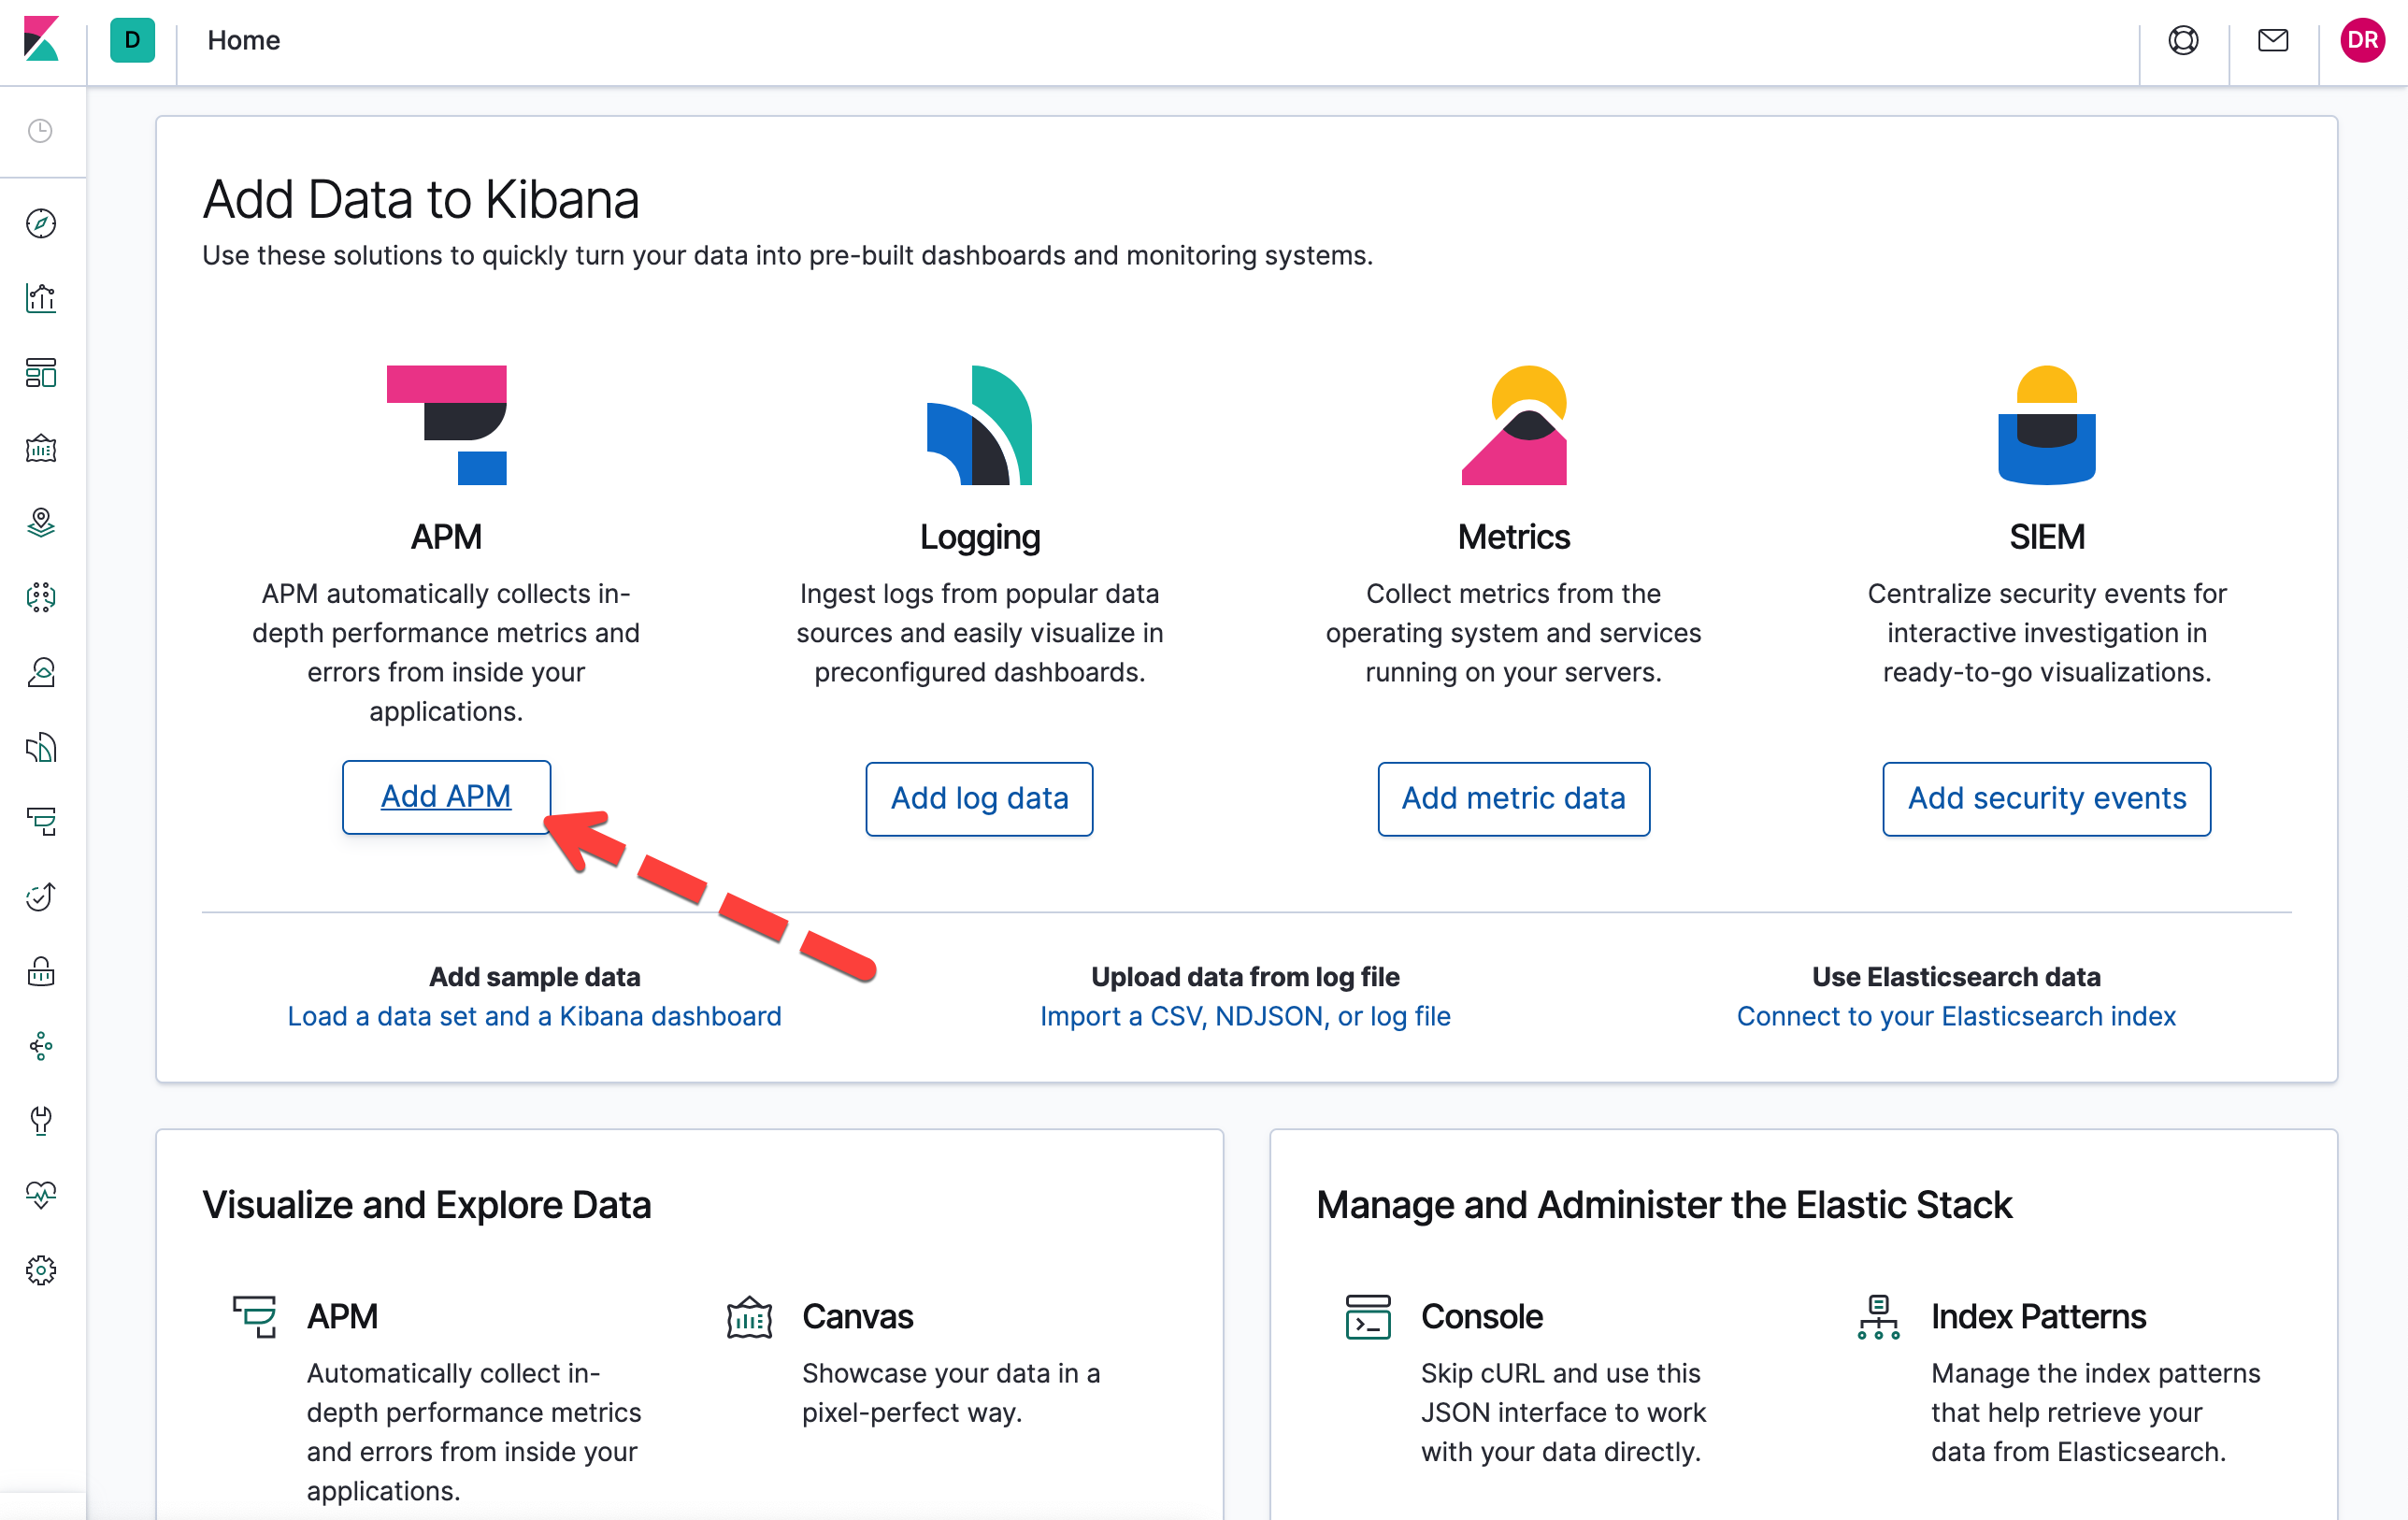 D
Home
DR
Add Data to Kibana
Use these solutions to quickly turn your data into pre-built dashboards and monitoring systems.
APM
APM automatically collects in-
depth performance metrics and
errors from inside your
applications.
Add APM
Logging
Ingest logs from popular data
sources and easily visualize in
preconfigured dashboards.
Add log data
Metrics
Collect metrics from the
operating system and services
running on your servers.
Add metric data
SIEM
Centralize security events for
interactive investigation in
ready-to-go visualizations.
Add security events
Add sample data
Load a data set and a Kibana dashboard
Upload data from log file
Import a CSV, NDJSON, or log file
Use Elasticsearch data
Connect to your Elasticsearch index
Visualize and Explore Data
APM
Automatically collect in-
depth performance metrics
and errors from inside your
applications.
Canvas
Showcase your data in a
pixel-perfect way.
Manage and Administer the Elastic Stack
Console
Skip cURL and use this
JSON interface to work
with your data directly.
Index Patterns
Manage the index patterns
that help retrieve your
data from Elasticsearch.